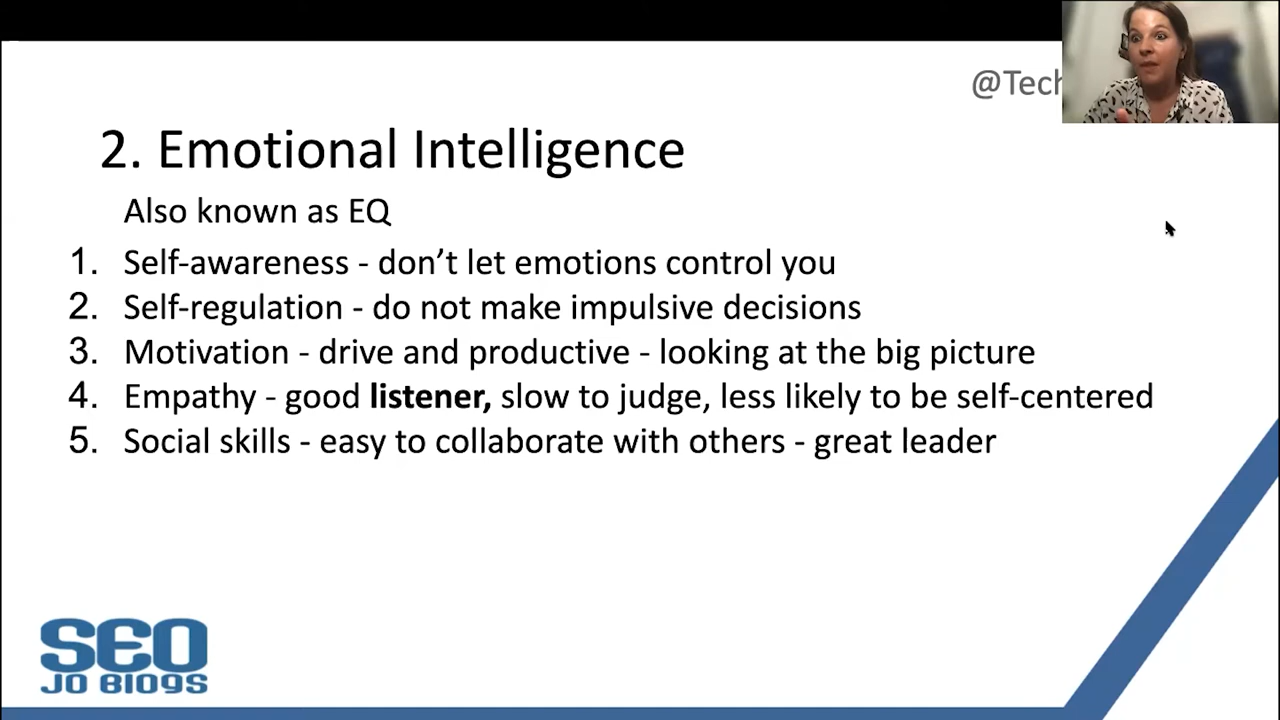 @Tech
2. Emotional Intelligence
Also known as EQ
1. Self-awareness - don’t let emotions control you
2. Self-regulation - do not make impulsive decisions
3. Motivation - drive and productive - looking at the big picture
4. Empathy - good listener, slow to judge, less likely to be self-centered
5. Social skills - easy to collaborate with others - great leader
SEO
JO Blogs